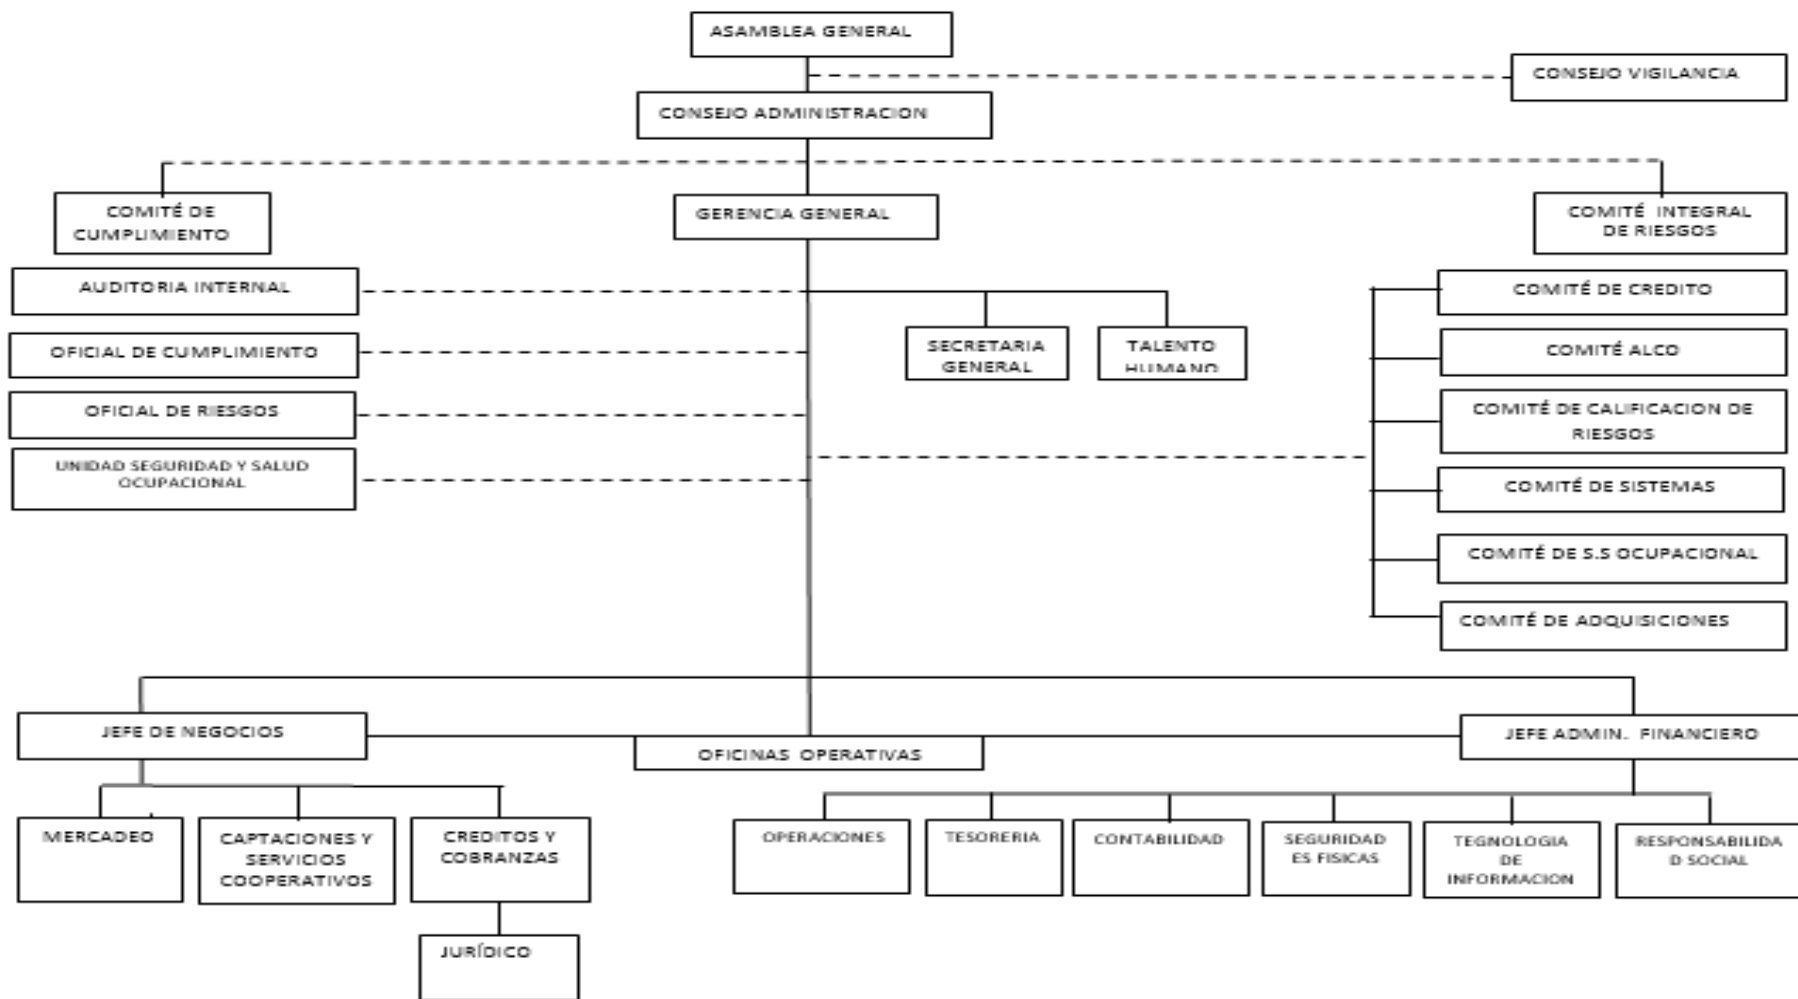 ASAMBLEA GENERAL
CONSEJO VIGILANCIA
CONSEJO ADMINISTRACION
COMITÉ DE
CUMPLIMIENTO
GERENCIA GENERAL
COMITÉ INTEGRAL
DE RIESGOS
AUDITORIA INTERNAL
OFICIAL DE CUMPLIMIENTO
OFICIAL DE RIESGOS
UNIDAD SEGURIDAD Y SALUD
OCUPACIONAL
SECRETARIA
GENERAL
TALENTO
HUMANO
COMITÉ DE CREDITO
COMITÉ ALCO
COMITÉ DE CALIFICACION DE
RIESGOS
COMITÉ DE SISTEMAS
COMITÉ DE S.S OCUPACIONAL
COMITÉ DE ADQUISICIONES
JEFE DE NEGOCIOS
OFICINAS OPERATIVAS
JEFE ADMIN. FINANCIERO
MERCADEO
CAPTACIONES Y
SERVICIOS
COOPERATIVOS
CREDITOS Y
COBRANZAS
JURÍDICO
OPERACIONES
TESORERIA
CONTABILIDAD
SEGURIDAD
ES FISICAS
TEGNOLOGIA
DE
INFORMACION
RESPONSABILIDA
D SOCIAL